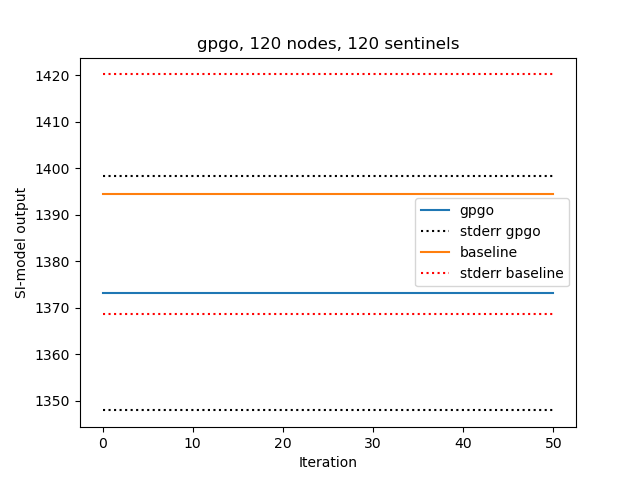 gpgo, 120 nodes, 120 sentinels
SI-model output
1420
1410
1400
1390
1380
1370
1360
1350
gpgo
stderr gpgo
baseline
stderr baseline
0 10 20 30 40 50
Iteration